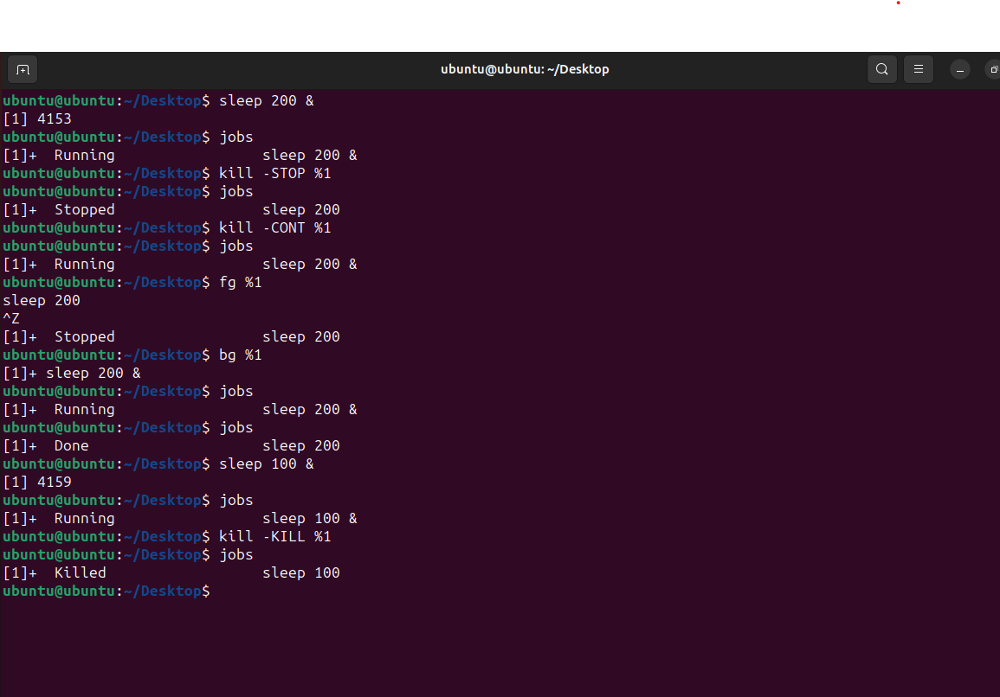 ubuntu@ubuntu: ~/Desktop
ubuntu@ubuntu:~/Desktop$ sleep 200 &
[1] 4153
ubuntu@ubuntu:~/Desktop$ jobs
[1]+  Running                 sleep 200 &
ubuntu@ubuntu:~/Desktop$ kill -STOP %1
ubuntu@ubuntu:~/Desktop$ jobs
[1]+  Stopped                 sleep 200
ubuntu@ubuntu:~/Desktop$ kill -CONT %1
ubuntu@ubuntu:~/Desktop$ jobs
[1]+  Running                 sleep 200 &
ubuntu@ubuntu:~/Desktop$ fg %1
sleep 200
^Z
[1]+  Stopped                 sleep 200
ubuntu@ubuntu:~/Desktop$ bg %1
[1]+ sleep 200 &
ubuntu@ubuntu:~/Desktop$ jobs
[1]+  Running                 sleep 200 &
ubuntu@ubuntu:~/Desktop$ jobs
[1]+  Done                    sleep 200
ubuntu@ubuntu:~/Desktop$ sleep 100 &
[1] 4159
ubuntu@ubuntu:~/Desktop$ jobs
[1]+  Running                 sleep 100 &
ubuntu@ubuntu:~/Desktop$ kill -KILL %1
ubuntu@ubuntu:~/Desktop$ jobs
[1]+  Killed                  sleep 100
ubuntu@ubuntu:~/Desktop$